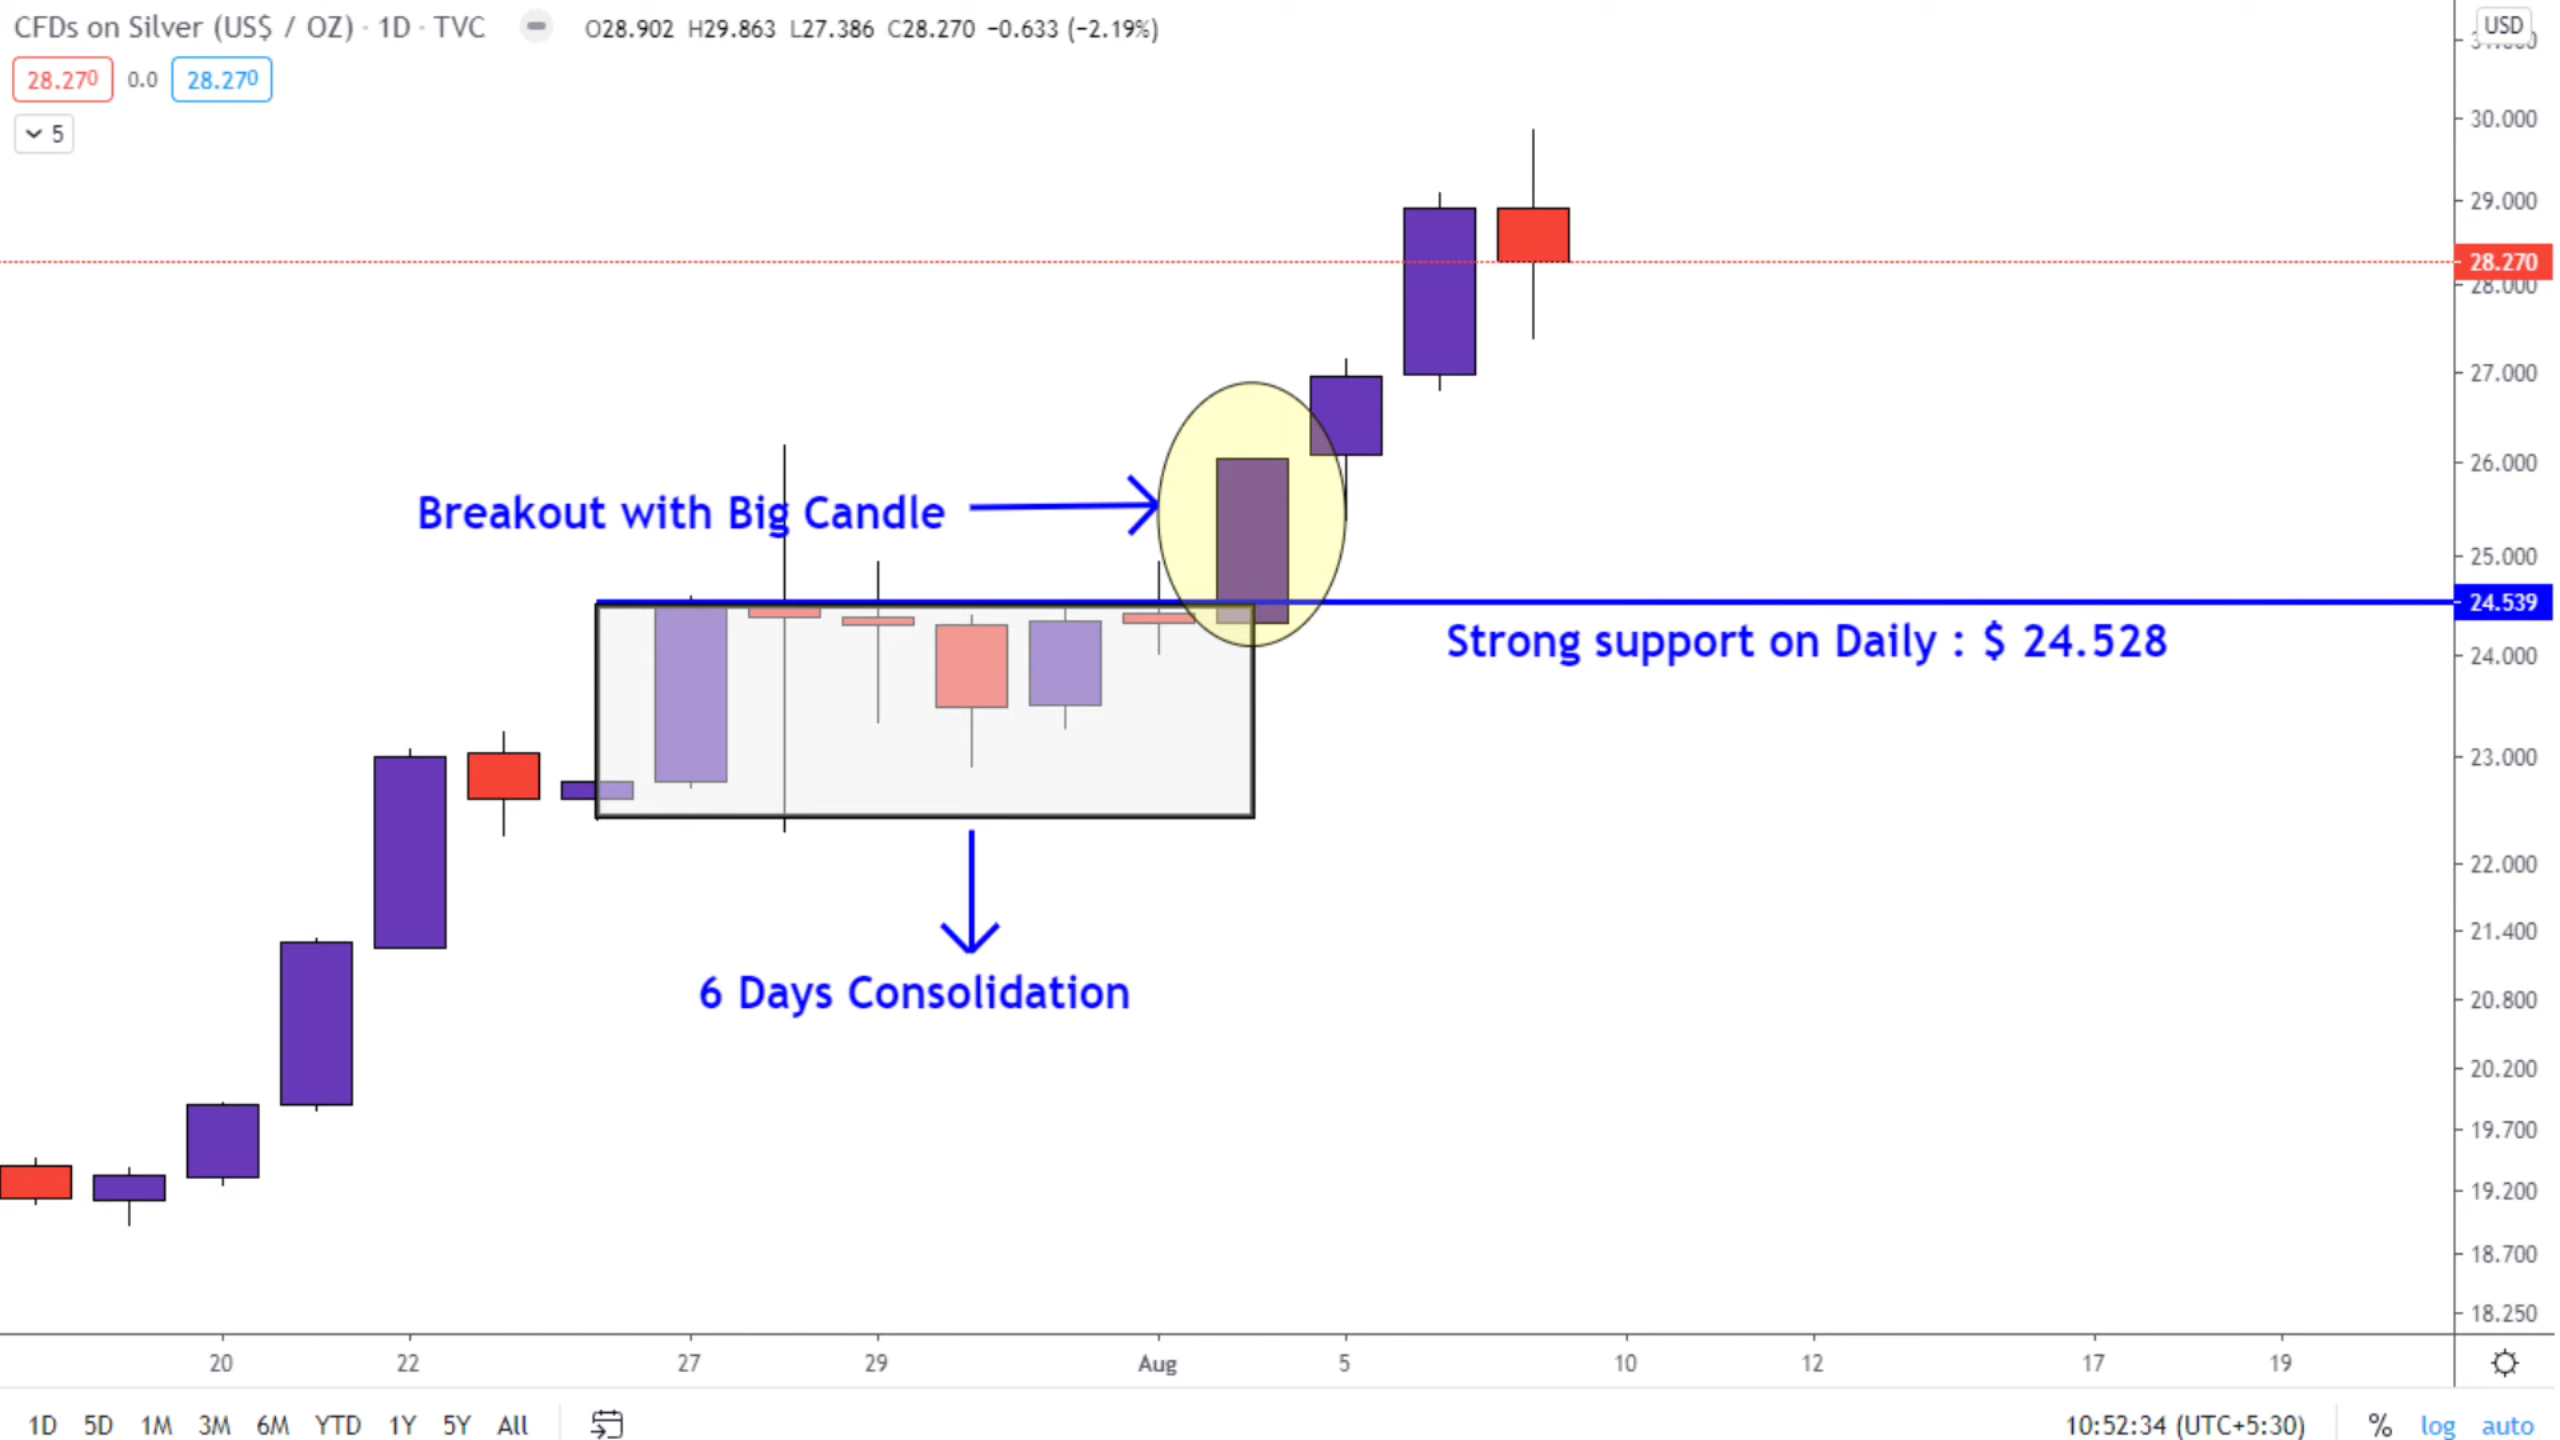 CFDs on Silver (US$ / OZ) · 1D · TVC O28.902 H29.863 L27.386 C28.270 −0.633 (−2.19%)
USD
28.270 0.0 28.270
5
30.000
29.000
28.270
28.000
27.000
26.000
Breakout with Big Candle
25.000
24.539
Strong support on Daily : $ 24.528
24.000
23.000
22.000
21.400
6 Days Consolidation
20.800
20.200
19.700
19.200
18.700
18.250
20 22 27 29 Aug 5 10 12 17 19
1D 5D 1M 3M 6M YTD 1Y 5Y All 10:52:34 (UTC+5:30) % log auto